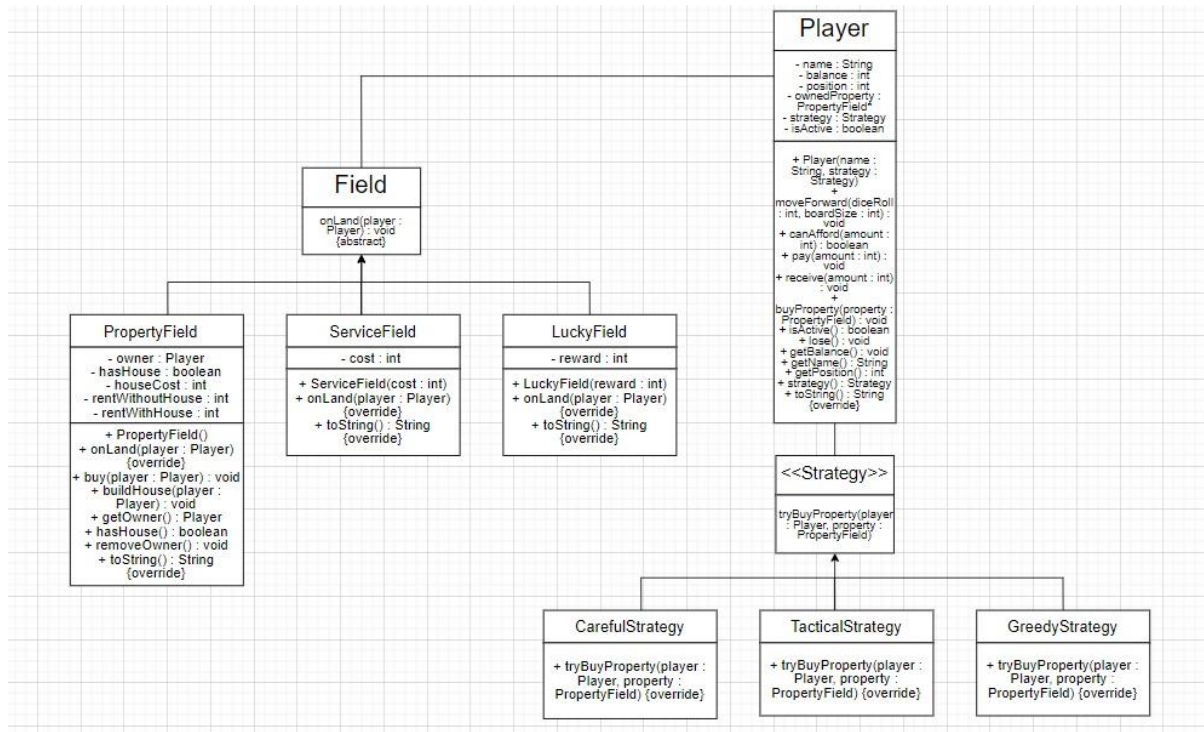 Player
- name : String
- balance : int
- position : int
- ownedProperty :
PropertyField*
- strategy : Strategy
- isActive : boolean
+ Player(name :
String, strategy :
Strategy)
+
moveForward(diceRoll
: int, boardSize : int) :
void
+ canAfford(amount :
int) : boolean
+ pay(amount : int) :
void
+ receive(amount : int)
: void
+
buyProperty(property :
PropertyField) : void
+ isActive() : boolean
+ lose() : void
+ getBalance() : void
+ getName() : String
+ getPosition() : int
+ strategy() : Strategy
+ toString() : String
{override}
Field
onLand(player :
Player) : void
{abstract}
PropertyField
- owner : Player
- hasHouse : boolean
- houseCost : int
- rentWithoutHouse : int
- rentWithHouse : int
+ PropertyField()
+ onLand(player : Player)
{override}
+ buy(player : Player) : void
+ buildHouse(player :
Player) : void
+ getOwner() : Player
+ hasHouse() : boolean
+ removeOwner() : void
+ toString() : String
{override}
ServiceField
- cost : int
+ ServiceField(cost : int)
+ onLand(player : Player)
{override}
+ toString() : String
{override}
LuckyField
- reward : int
+ LuckyField(reward : int)
+ onLand(player : Player)
{override}
+ toString() : String
{override}
<<Strategy>>
tryBuyProperty(player
: Player, property :
PropertyField)
CarefulStrategy
+ tryBuyProperty(player :
Player, property :
PropertyField) {override}
TacticalStrategy
+ tryBuyProperty(player :
Player, property :
PropertyField) {override}
GreedyStrategy
+ tryBuyProperty(player :
Player, property :
PropertyField) {override}